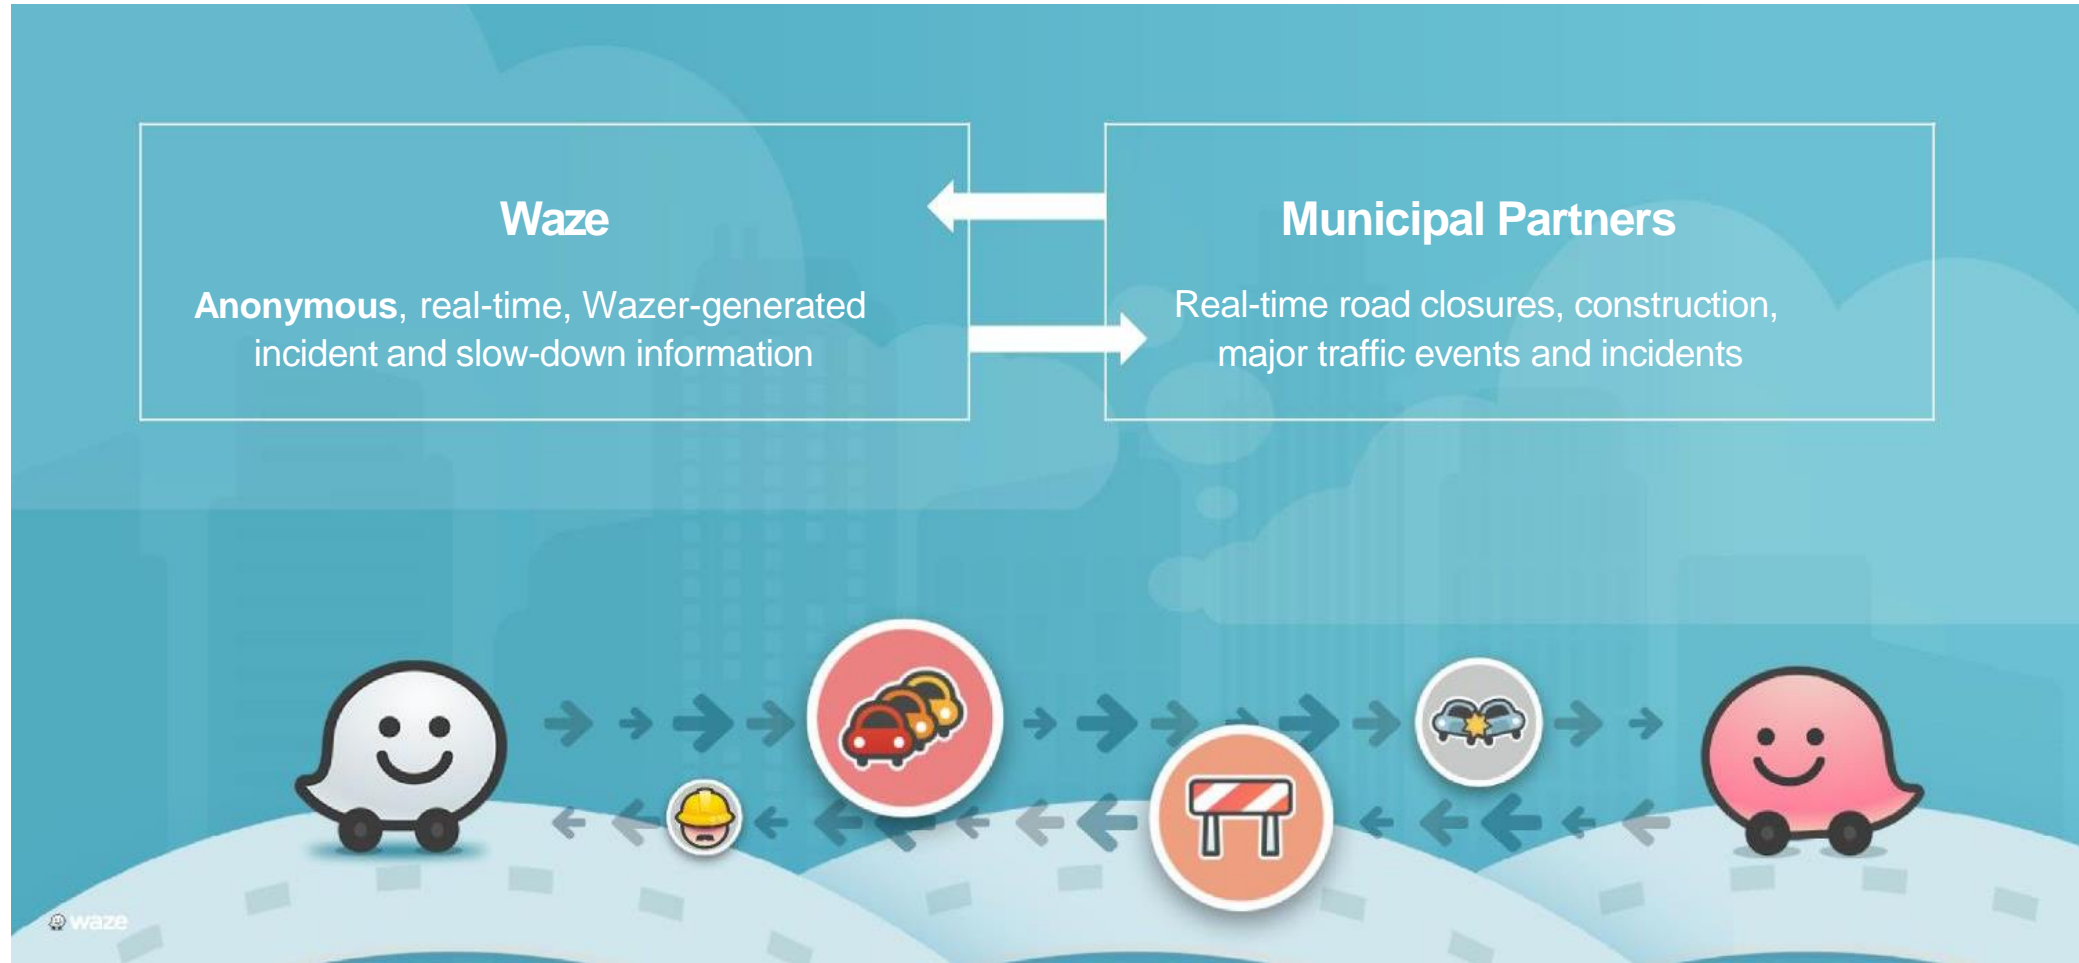 Waze
Anonymous, real-time, Wazer-generated
incident and slow-down information
Municipal Partners
Real-time road closures, construction,
major traffic events and incidents
waze